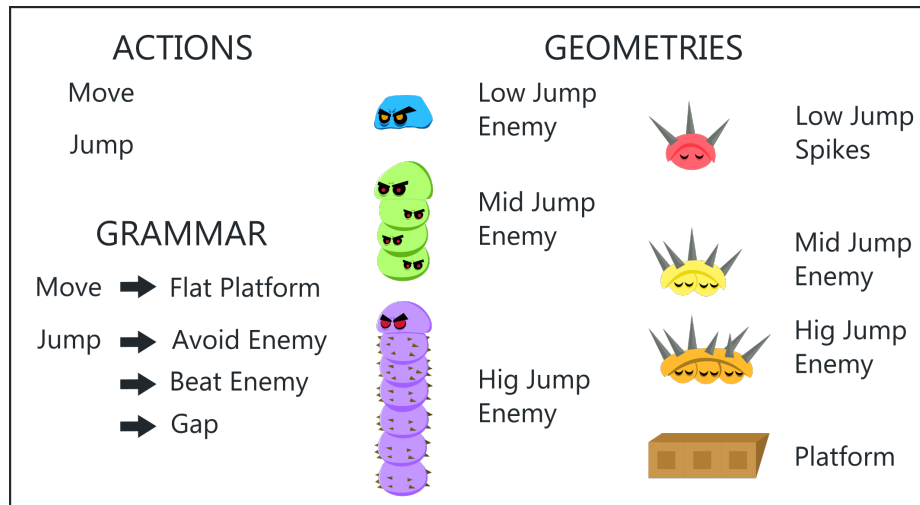 ACTIONS
Move
Jump
GRAMMAR
Move → Flat Platform
Jump → Avoid Enemy
→ Beat Enemy
→ Gap
GEOMETRIES
Low Jump
Enemy
Mid Jump
Enemy
Hig Jump
Enemy
Low Jump
Spikes
Mid Jump
Enemy
Hig Jump
Enemy
Platform